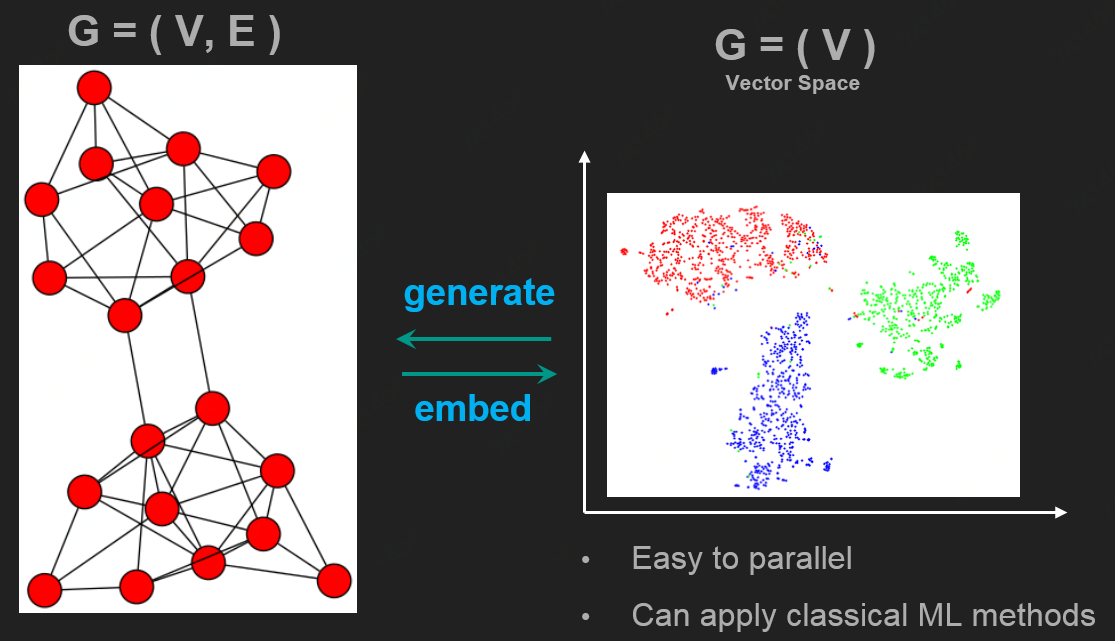 G = ( V, E )
G = ( V )
Vector Space
generate
embed
• Easy to parallel
• Can apply classical ML methods